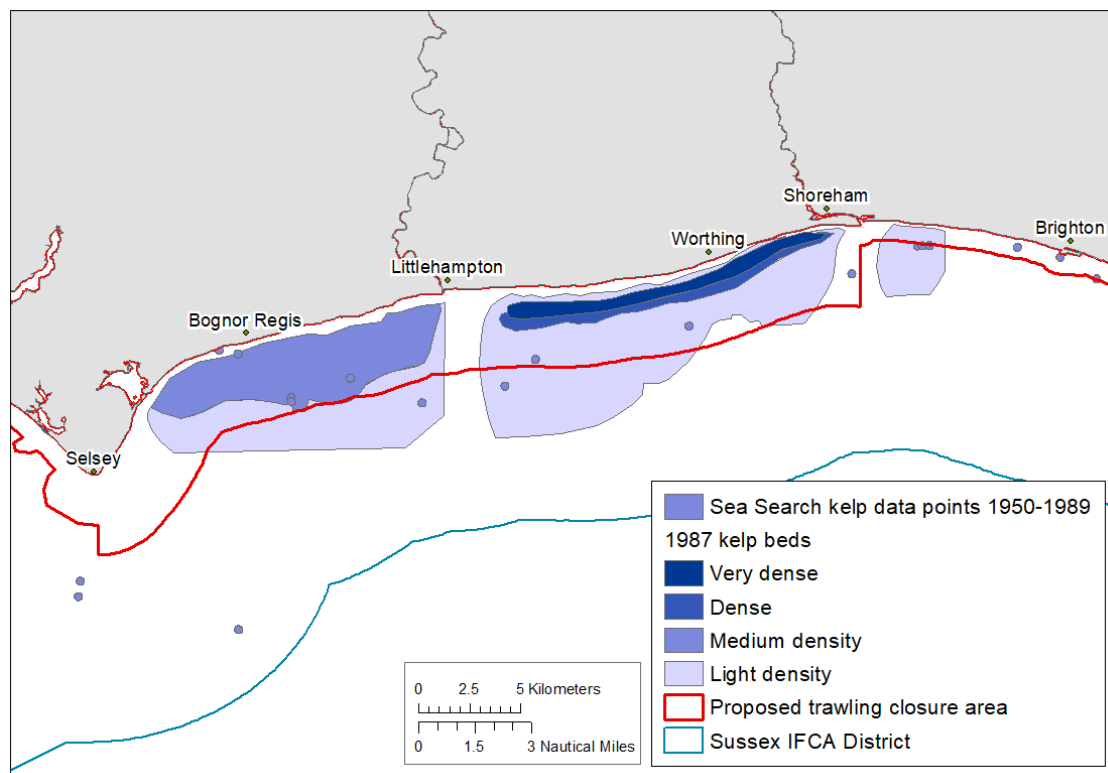 Shoreham
Brighton
Worthing
Littlehampton
Bognor Regis
Selsey
Sea Search kelp data points 1950-1989
1987 kelp beds
Very dense
Dense
Medium density
Light density
Proposed trawling closure area
Sussex IFCA District
0 2.5 5 Kilometers
0 1.5 3 Nautical Miles